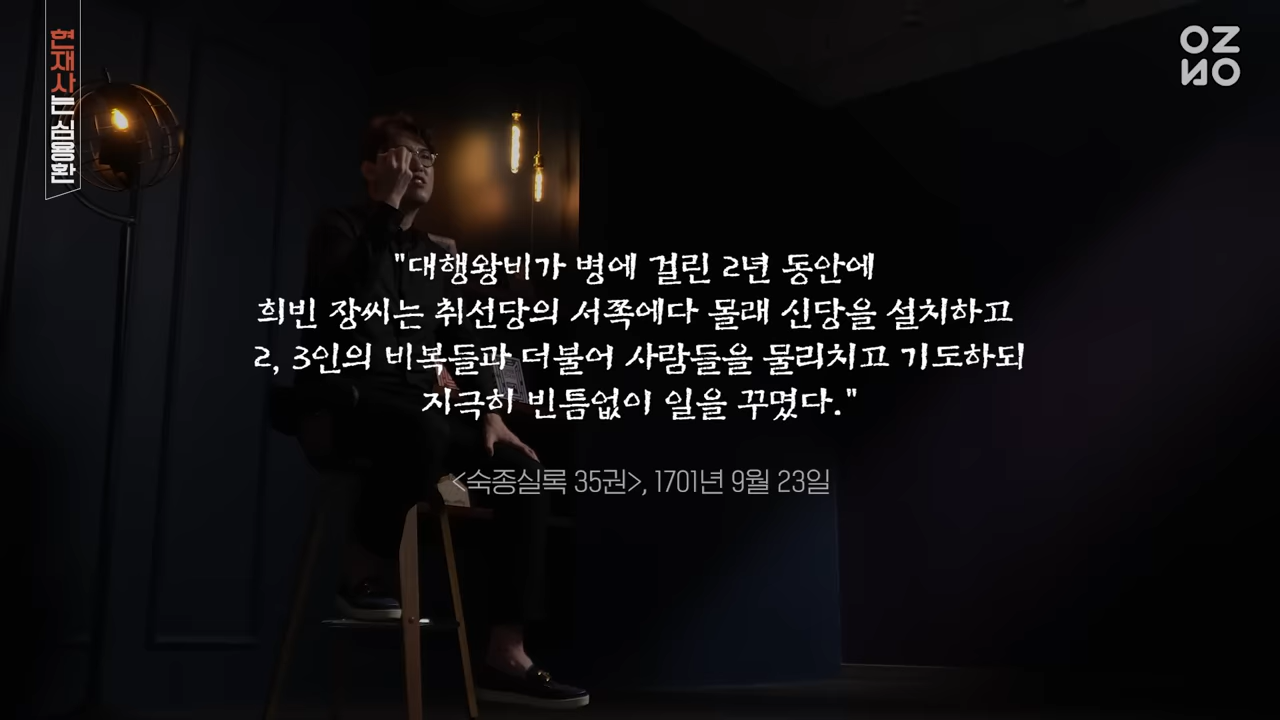 현재사는 심용환
OZ
NO
"대행왕비가 병에 걸린 2년 동안에
희빈 장씨는 취선당의 서쪽에다 몰래 신당을 설치하고
2, 3인의 비복들과 더불어 사람들을 물리치고 기도하되
지극히 빈틈없이 일을 꾸몄다."
<숙종실록 35권>, 1701년 9월 23일